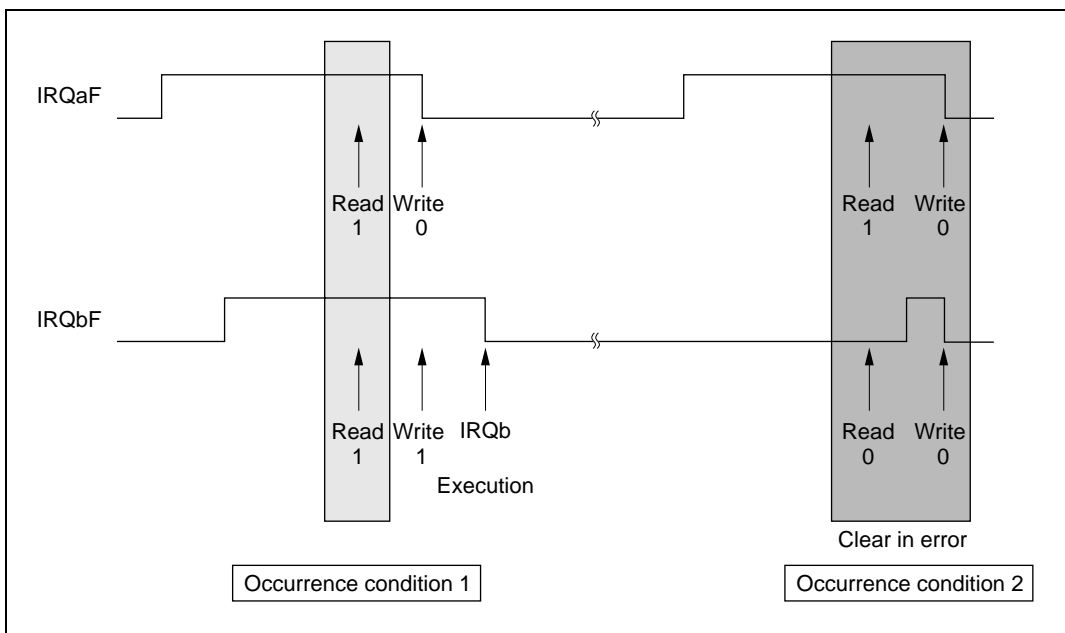 IRQaF
Read Write
1 0
Read Write
1 0
IRQbF
Read Write IRQb
1 1
Execution
Read Write
0 0
Clear in error
Occurrence condition 1
Occurrence condition 2